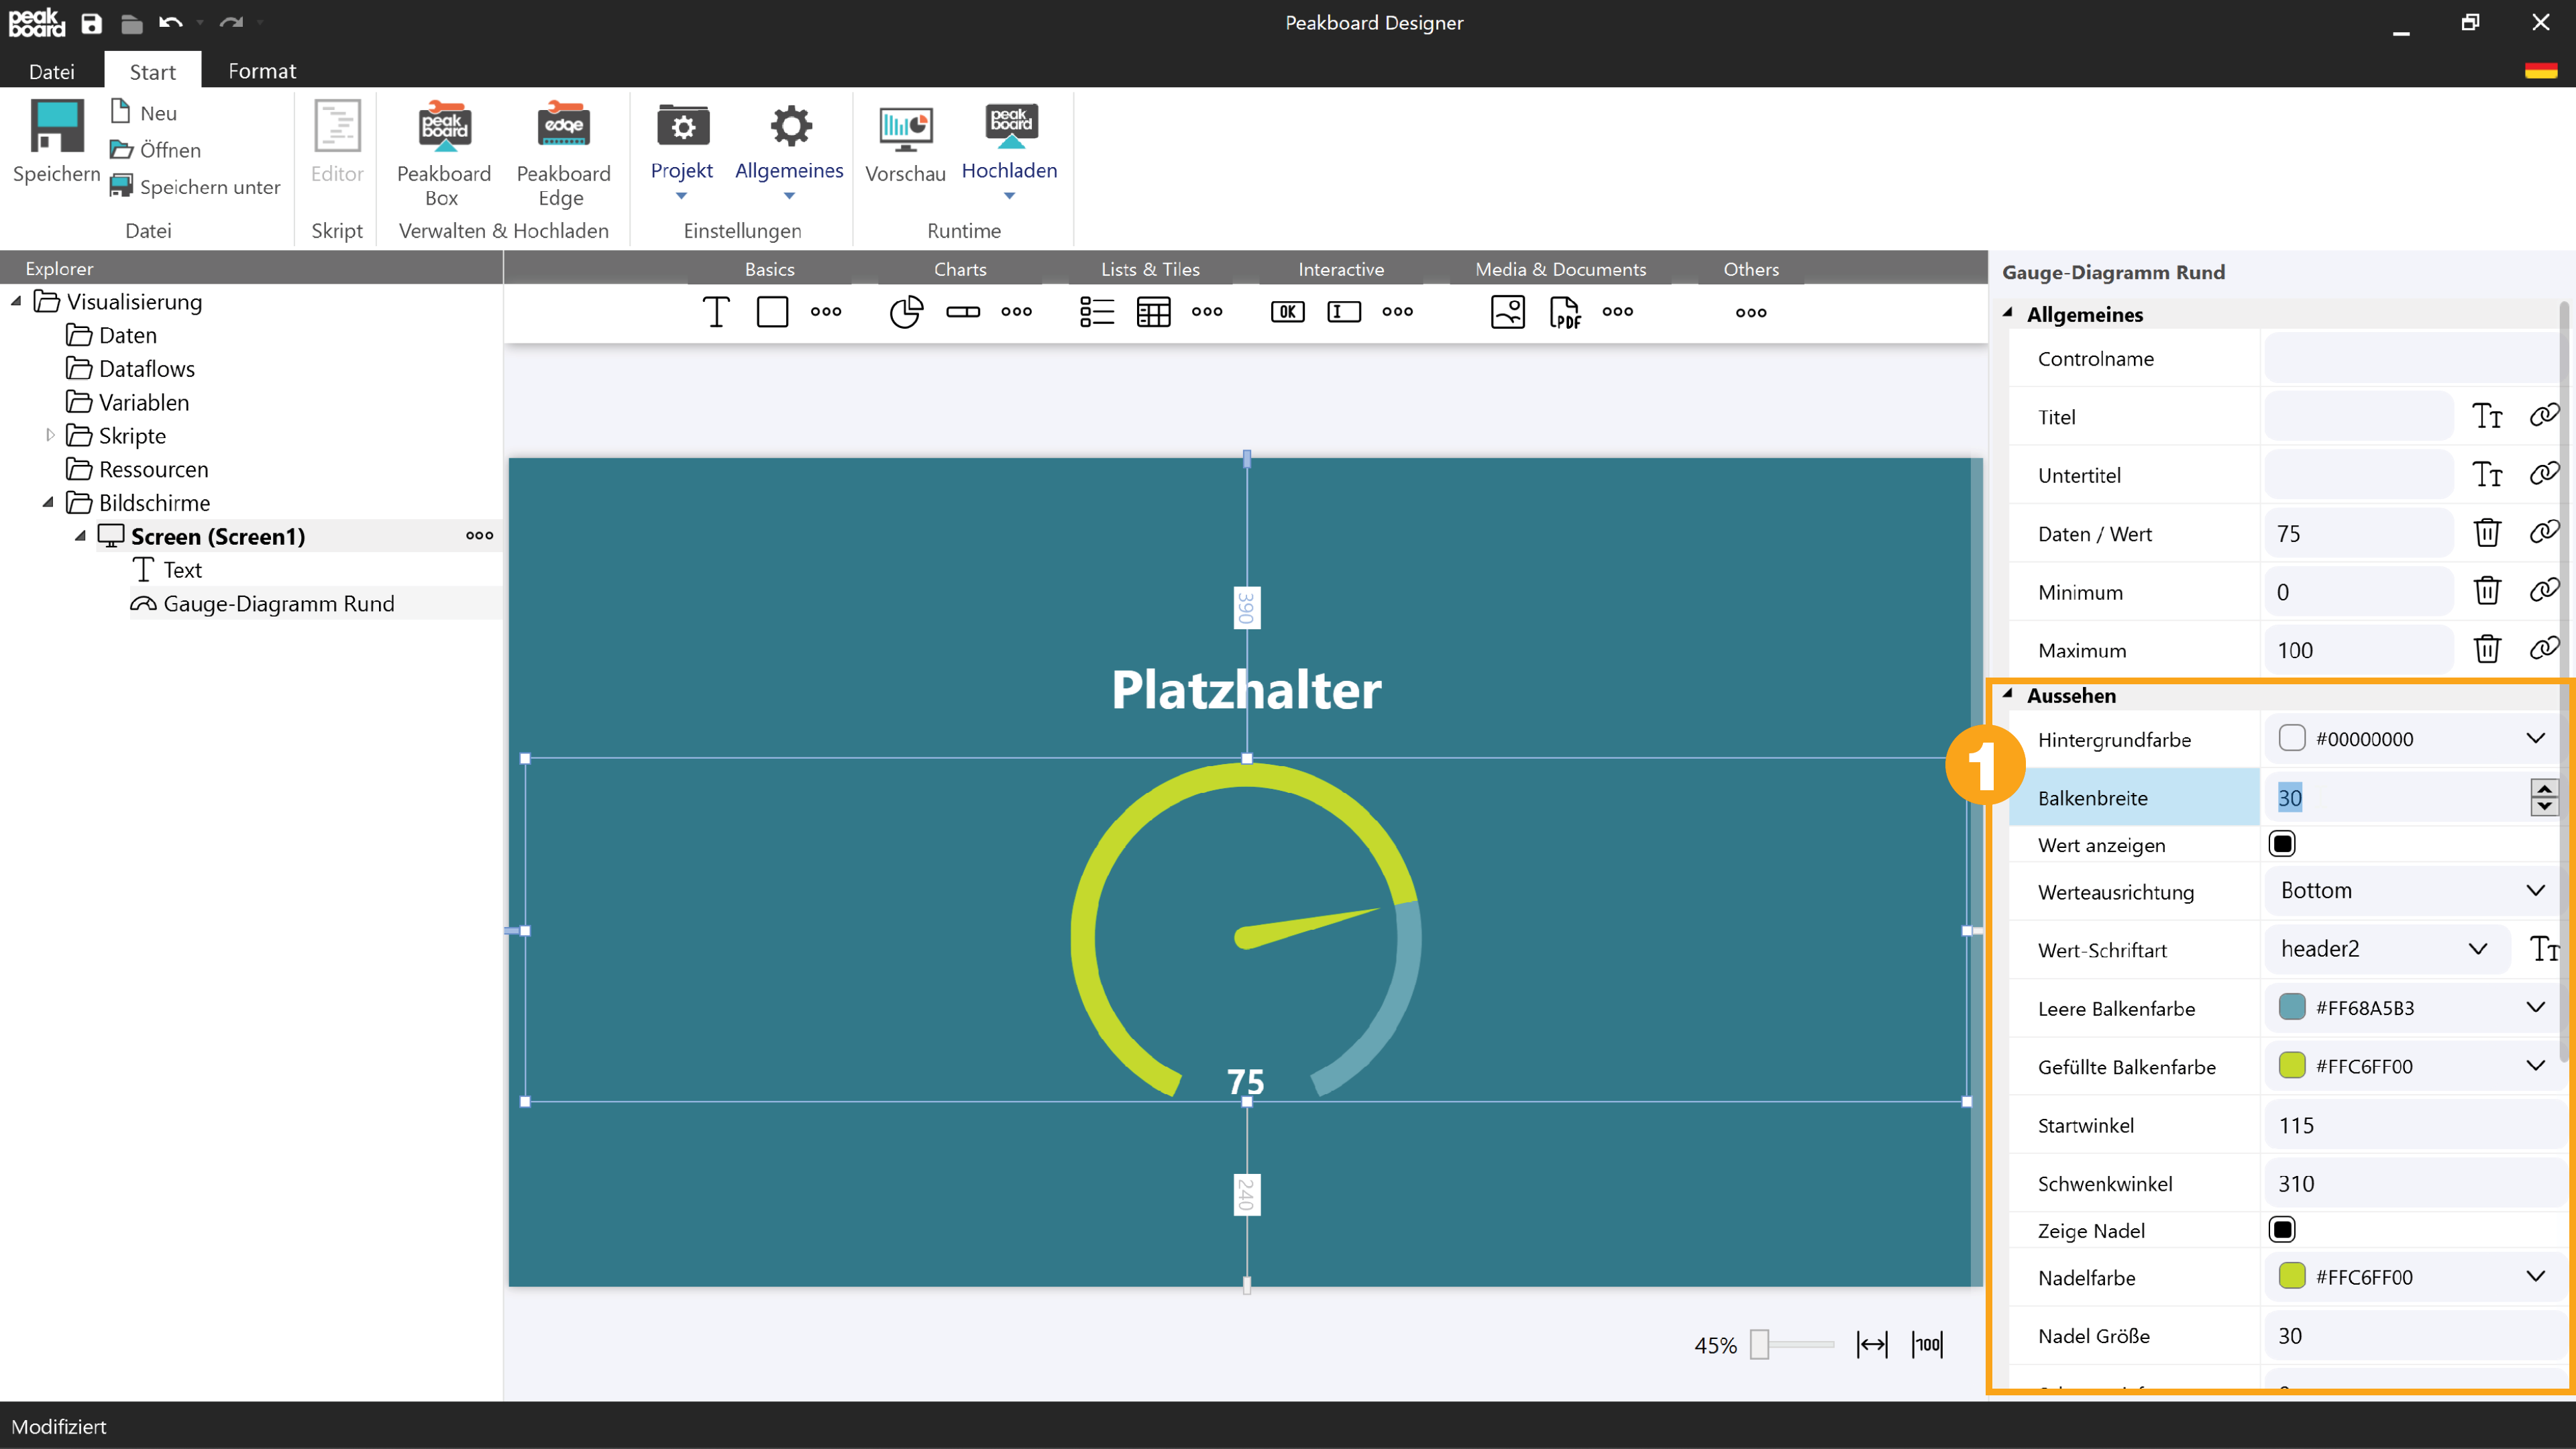 peak board
Peakboard Designer
Datei Start Format
Speichern
Neu
Öffnen
Speichern unter
Datei
Editor
Skript
peak board
Peakboard Box
edge
Peakboard Edge
Verwalten & Hochladen
Projekt
Allgemeines
Einstellungen
Vorschau
peak board
Hochladen
Runtime
Explorer
Visualisierung
Daten
Dataflows
Variablen
Skripte
Ressourcen
Bildschirme
Screen (Screen1)
Text
Gauge-Diagramm Rund
Basics Charts Lists & Tiles Interactive Media & Documents Others
OK
PDF
390
Platzhalter
75
240
45%
100
Gauge-Diagramm Rund
Allgemeines
Controlname
Titel
Untertitel
Daten / Wert 75
Minimum 0
Maximum 100
Aussehen
1
Hintergrundfarbe #00000000
Balkenbreite 30
Wert anzeigen
Werteausrichtung Bottom
Wert-Schriftart header2
Leere Balkenfarbe #FF68A5B3
Gefüllte Balkenfarbe #FFC6FF00
Startwinkel 115
Schwenkwinkel 310
Zeige Nadel
Nadelfarbe #FFC6FF00
Nadel Größe 30
Modifiziert